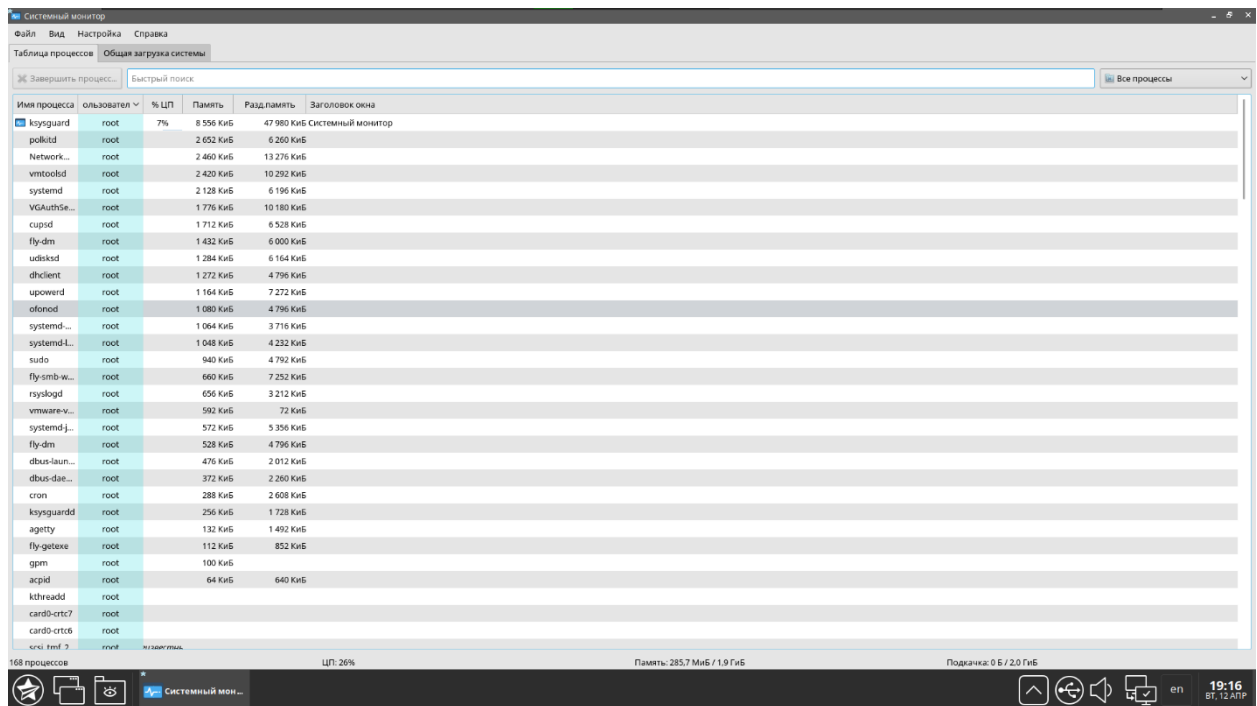 Системный монитор
Файл Вид Настройка Справка
Таблица процессов Общая загрузка системы
Завершить процесс... Быстрый поиск Все процессы
Имя процесса ользовател % ЦП Память Разд.память Заголовок окна
ksysguard root 7% 8 556 КиБ 47 980 КиБ Системный монитор
polkitd root 2 652 КиБ 6 260 КиБ
Network... root 2 460 КиБ 13 276 КиБ
vmtoolsd root 2 420 КиБ 10 292 КиБ
systemd root 2 128 КиБ 6 196 КиБ
VGAuthSe... root 1 776 КиБ 10 180 КиБ
cupsd root 1 712 КиБ 6 528 КиБ
fly-dm root 1 432 КиБ 6 000 КиБ
udisksd root 1 284 КиБ 6 164 КиБ
dhclient root 1 272 КиБ 4 796 КиБ
upowerd root 1 164 КиБ 7 272 КиБ
ofonod root 1 080 КиБ 4 796 КиБ
systemd-... root 1 064 КиБ 3 716 КиБ
systemd-l... root 1 048 КиБ 4 232 КиБ
sudo root 940 КиБ 4 792 КиБ
fly-smb-w... root 660 КиБ 7 252 КиБ
rsyslogd root 656 КиБ 3 212 КиБ
vmware-v... root 592 КиБ 72 КиБ
systemd-j... root 572 КиБ 5 356 КиБ
fly-dm root 528 КиБ 4 796 КиБ
dbus-laun... root 476 КиБ 2 012 КиБ
dbus-dae... root 372 КиБ 2 260 КиБ
cron root 288 КиБ 2 608 КиБ
ksysguardd root 256 КиБ 1 728 КиБ
agetty root 132 КиБ 1 492 КиБ
fly-getexe root 112 КиБ 852 КиБ
gpm root 100 КиБ
acpid root 64 КиБ 640 КиБ
kthreadd root
card0-crtc7 root
card0-crtc6 root
scsi_tmf_2 root
168 процессов ЦП: 26% Память: 285,7 МиБ / 1,9 ГиБ Подкачка: 0 Б / 2,0 ГиБ
Системный мон... en 19:16
ВТ, 12 АПР